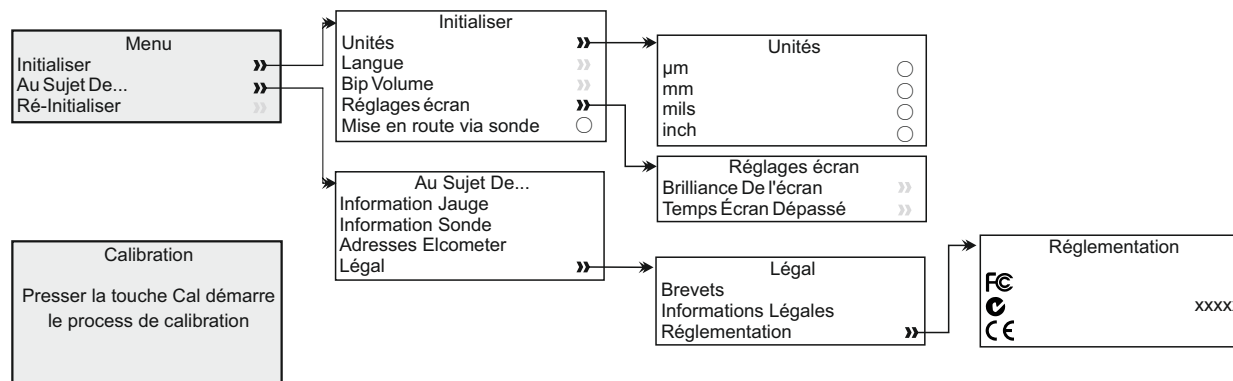 Menu
Initialiser
Au Sujet De...
Ré-Initialiser
Initialiser
Unités
Langue
Bip Volume
Réglages écran
Mise en route via sonde
Unités
µm
mm
mils
inch
Réglages écran
Brilliance De l'écran
Temps Écran Dépassé
Au Sujet De...
Information Jauge
Information Sonde
Adresses Elcometer
Légal
Légal
Brevets
Informations Légales
Réglementation
Réglementation
FC
xxxx
CE
Calibration
Presser la touche Cal démarre
le process de calibration